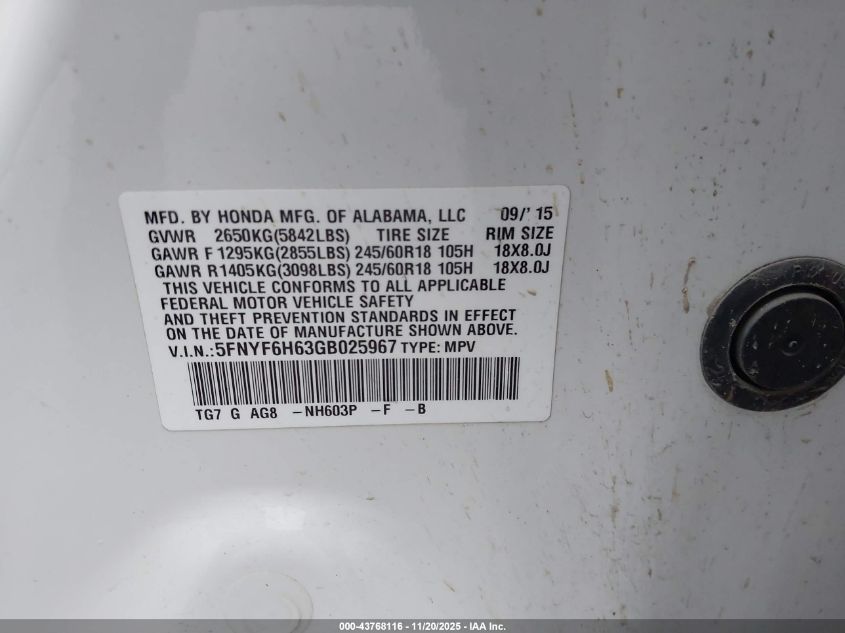 MFD. BY HONDA MFG. OF ALABAMA, LLC 09/' 15
GVWR 2650KG(5842LBS) TIRE SIZE RIM SIZE
GAWR F 1295KG(2855LBS) 245/60R18 105H 18X8.0J
GAWR R 1405KG(3098LBS) 245/60R18 105H 18X8.0J
THIS VEHICLE CONFORMS TO ALL APPLICABLE
FEDERAL MOTOR VEHICLE SAFETY
AND THEFT PREVENTION STANDARDS IN EFFECT
ON THE DATE OF MANUFACTURE SHOWN ABOVE.
V.I.N.:5FNYF6H63GB025967 TYPE: MPV
TG7 G AG8 –NH603P –F –B
000-43768116 - 11/20/2025 - IAA Inc.